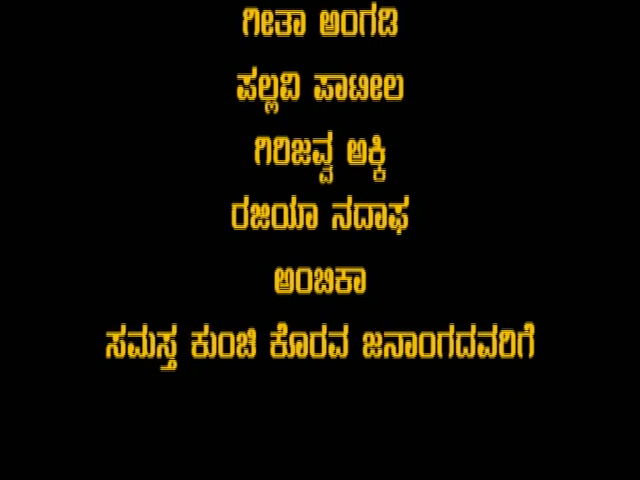 ಗೀತಾ ಅಂಗಡಿ
ಪಲ್ಲವಿ ಪಾಟೀಲ
ಗಿರಿಜವ್ವ ಅಕ್ಕಿ
ರಜಿಯಾ ನದಾಫ
ಅಂಬಿಕಾ
ಸಮಸ್ತ ಕುಂಚಿ ಕೊರವ ಜನಾಂಗದವರಿಗೆ